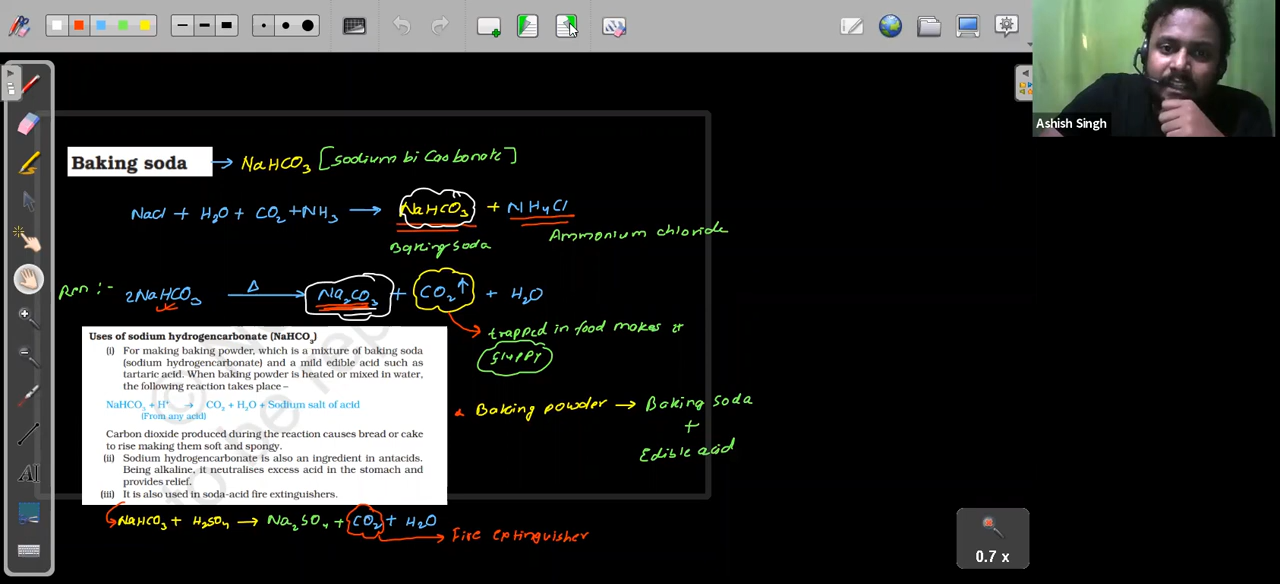 Ashish Singh
Baking soda → NaHCO₃ [Sodium bi Carbonate]
NaCl + H₂O + CO₂ + NH₃ → NaHCO₃ + NH₄Cl
Baking soda
Ammonium chloride
Rxn :- 2NaHCO₃ —Δ→ Na₂CO₃ + CO₂↑ + H₂O
trapped in food makes it
fluffy
Uses of sodium hydrogencarbonate (NaHCO₃)
(i) For making baking powder, which is a mixture of baking soda
(sodium hydrogencarbonate) and a mild edible acid such as
tartaric acid. When baking powder is heated or mixed in water,
the following reaction takes place –
NaHCO₃ + H⁺ → CO₂ + H₂O + Sodium salt of acid
(From any acid)
Carbon dioxide produced during the reaction causes bread or cake
to rise making them soft and spongy.
(ii) Sodium hydrogencarbonate is also an ingredient in antacids.
Being alkaline, it neutralises excess acid in the stomach and
provides relief.
(iii) It is also used in soda-acid fire extinguishers.
Baking powder → Baking soda
+
Edible acid
NaHCO₃ + H₂SO₄ → Na₂SO₄ + CO₂ + H₂O
→ Fire extinguisher
0.7 x